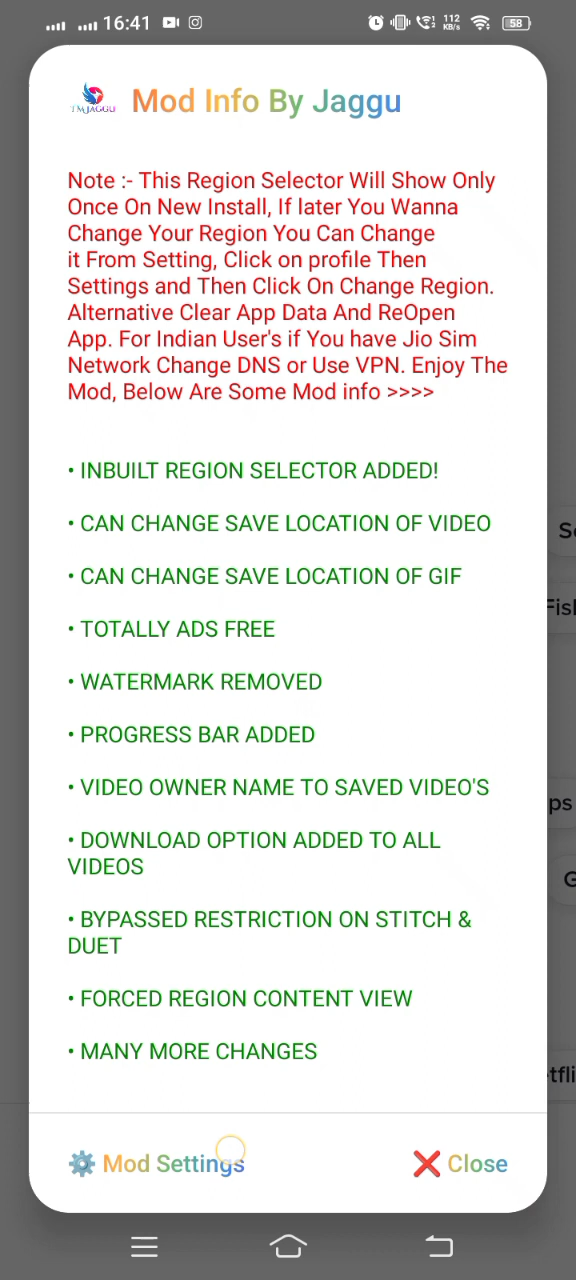 16:41 112 KB/s 58
TMJAGGU Mod Info By Jaggu
Note :- This Region Selector Will Show Only
Once On New Install, If later You Wanna
Change Your Region You Can Change
it From Setting, Click on profile Then
Settings and Then Click On Change Region.
Alternative Clear App Data And ReOpen
App. For Indian User's if You have Jio Sim
Network Change DNS or Use VPN. Enjoy The
Mod, Below Are Some Mod info >>>>
• INBUILT REGION SELECTOR ADDED!
• CAN CHANGE SAVE LOCATION OF VIDEO
• CAN CHANGE SAVE LOCATION OF GIF
• TOTALLY ADS FREE
• WATERMARK REMOVED
• PROGRESS BAR ADDED
• VIDEO OWNER NAME TO SAVED VIDEO'S
• DOWNLOAD OPTION ADDED TO ALL
VIDEOS
• BYPASSED RESTRICTION ON STITCH &
DUET
• FORCED REGION CONTENT VIEW
• MANY MORE CHANGES
⚙️ Mod Settings ❌ Close